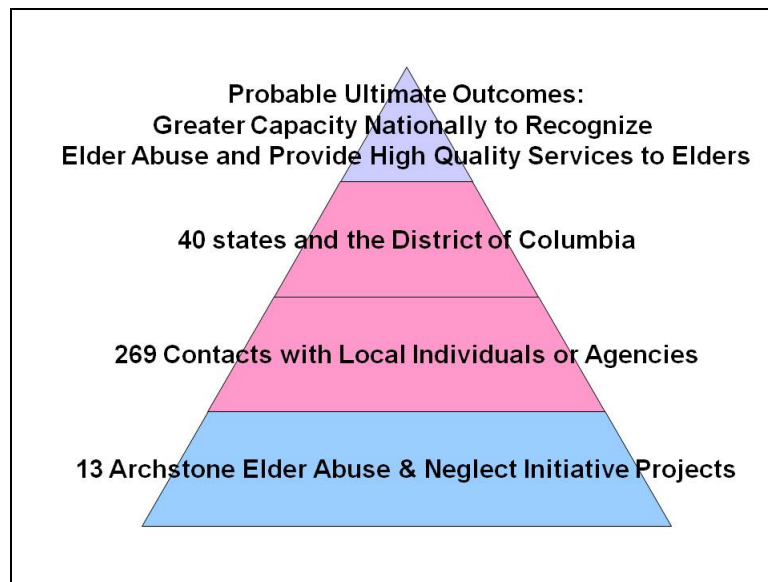 Probable Ultimate Outcomes:
Greater Capacity Nationally to Recognize
Elder Abuse and Provide High Quality Services to Elders
40 states and the District of Columbia
269 Contacts with Local Individuals or Agencies
13 Archstone Elder Abuse & Neglect Initiative Projects